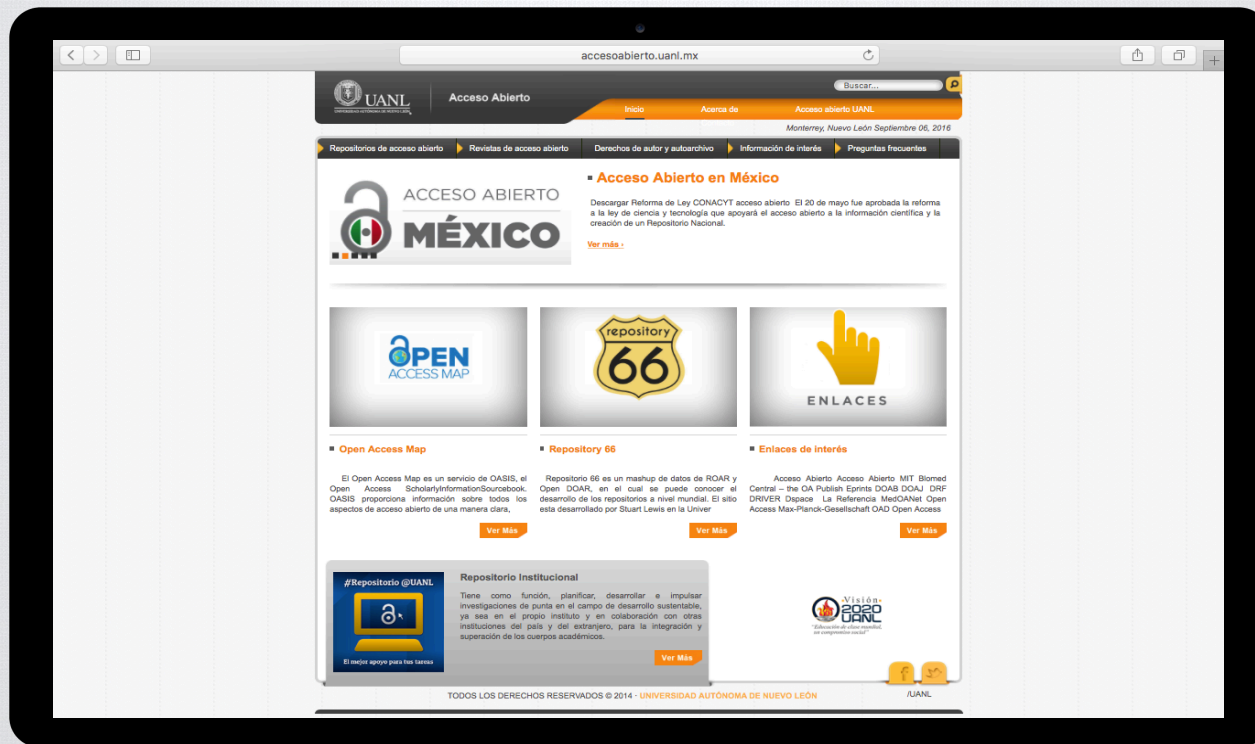 accesoabierto.uanl.mx
UANL
UNIVERSIDAD AUTÓNOMA DE NUEVO LEÓN
Acceso Abierto
Buscar...
Inicio
Acerca de
Acceso abierto UANL
Monterrey, Nuevo León Septiembre 06, 2016
Repositorios de acceso abierto
Revistas de acceso abierto
Derechos de autor y autoarchivo
Información de interés
Preguntas frecuentes
ACCESO ABIERTO
MÉXICO
Acceso Abierto en México
Descargar Reforma de Ley CONACYT acceso abierto El 20 de mayo fue aprobada la reforma
a la ley de ciencia y tecnología que apoyará el acceso abierto a la información científica y la
creación de un Repositorio Nacional.
Ver más ›
OPEN
ACCESS MAP
repository
66
ENLACES
Open Access Map
El Open Access Map es un servicio de OASIS, el
Open Access ScholarlyInformationSourcebook.
OASIS proporciona información sobre todos los
aspectos de acceso abierto de una manera clara,
Ver Más
Repository 66
Repositorio 66 es un mashup de datos de ROAR y
Open DOAR, en el cual se puede conocer el
desarrollo de los repositorios a nivel mundial. El sitio
esta desarrollado por Stuart Lewis en la Univer
Ver Más
Enlaces de interés
Acceso Abierto Acceso Abierto MIT Biomed
Central – the OA Publish Eprints DOAB DOAJ DRF
DRIVER Dspace La Referencia MedOANet Open
Access Max-Planck-Gesellschaft OAD Open Access
Ver Más
#Repositorio @UANL
El mejor apoyo para tus tareas
Repositorio Institucional
Tiene como función, planificar, desarrollar e impulsar
investigaciones de punta en el campo de desarrollo sustentable,
ya sea en el propio instituto y en colaboración con otras
instituciones del país y del extranjero, para la integración y
superación de los cuerpos académicos.
Ver Más
Visión
2020
UANL
"Educación de clase mundial,
un compromiso social"
TODOS LOS DERECHOS RESERVADOS © 2014 - UNIVERSIDAD AUTÓNOMA DE NUEVO LEÓN
/UANL